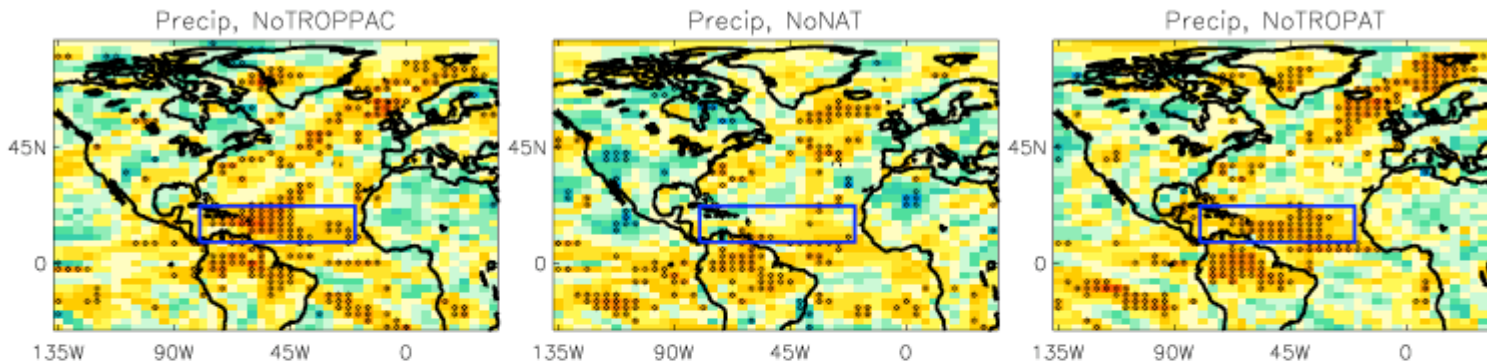 Precip, NoTROPPAC
Precip, NoNAT
Precip, NoTROPAT
45N
0
135W 90W 45W 0
45N
0
135W 90W 45W 0
45N
0
135W 90W 45W 0